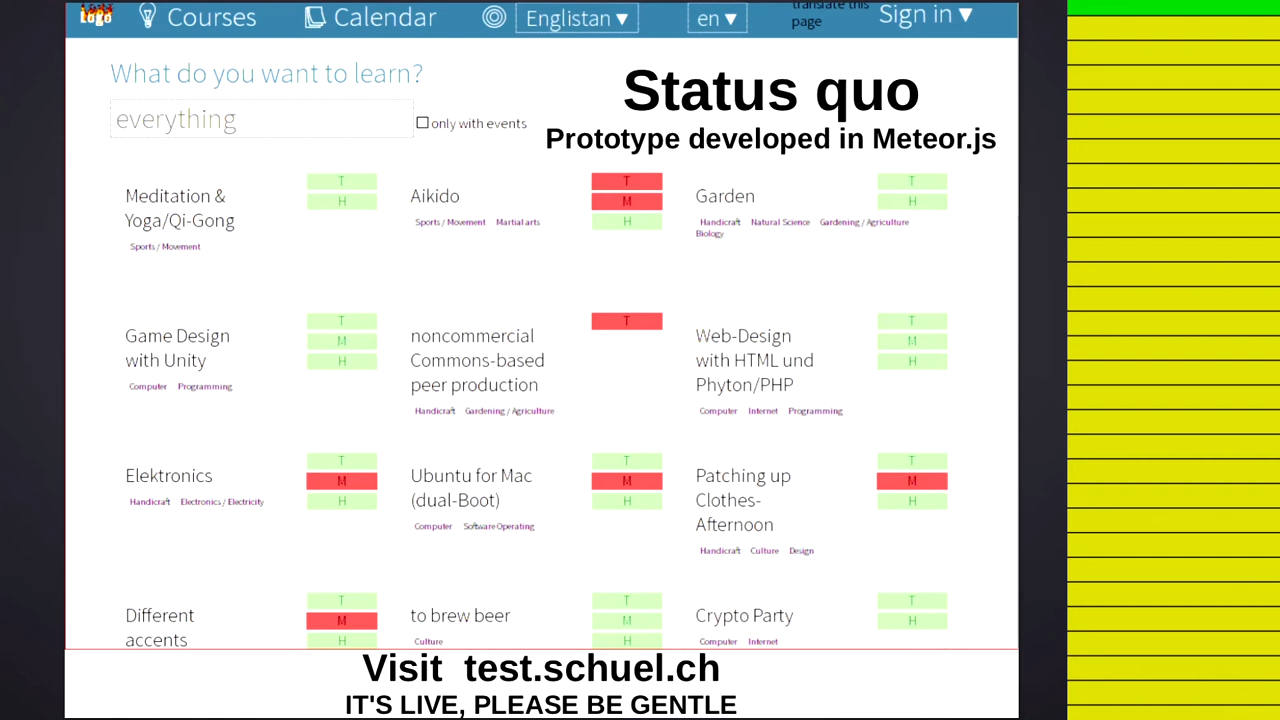 logo Courses Calendar Englistan ▼ en ▼ translate this page Sign in ▼
What do you want to learn?
everything
only with events
Status quo
Prototype developed in Meteor.js
Meditation &
Yoga/Qi-Gong
Sports / Movement
T
H
Aikido
Sports / Movement Martial arts
T
M
H
Garden
Handicraft Natural Science Gardening / Agriculture
Biology
T
H
Game Design
with Unity
Computer Programming
T
M
H
noncommercial
Commons-based
peer production
Handicraft Gardening / Agriculture
T
Web-Design
with HTML und
Phyton/PHP
Computer Internet Programming
T
M
H
Elektronics
Handicraft Electronics / Electricity
T
M
H
Ubuntu for Mac
(dual-Boot)
Computer Software-Operating
T
M
H
Patching up
Clothes-
Afternoon
Handicraft Culture Design
T
M
H
Different
accents
T
M
H
to brew beer
Culture
T
M
H
Crypto Party
Computer Internet
T
H
Visit test.schuel.ch
IT'S LIVE, PLEASE BE GENTLE